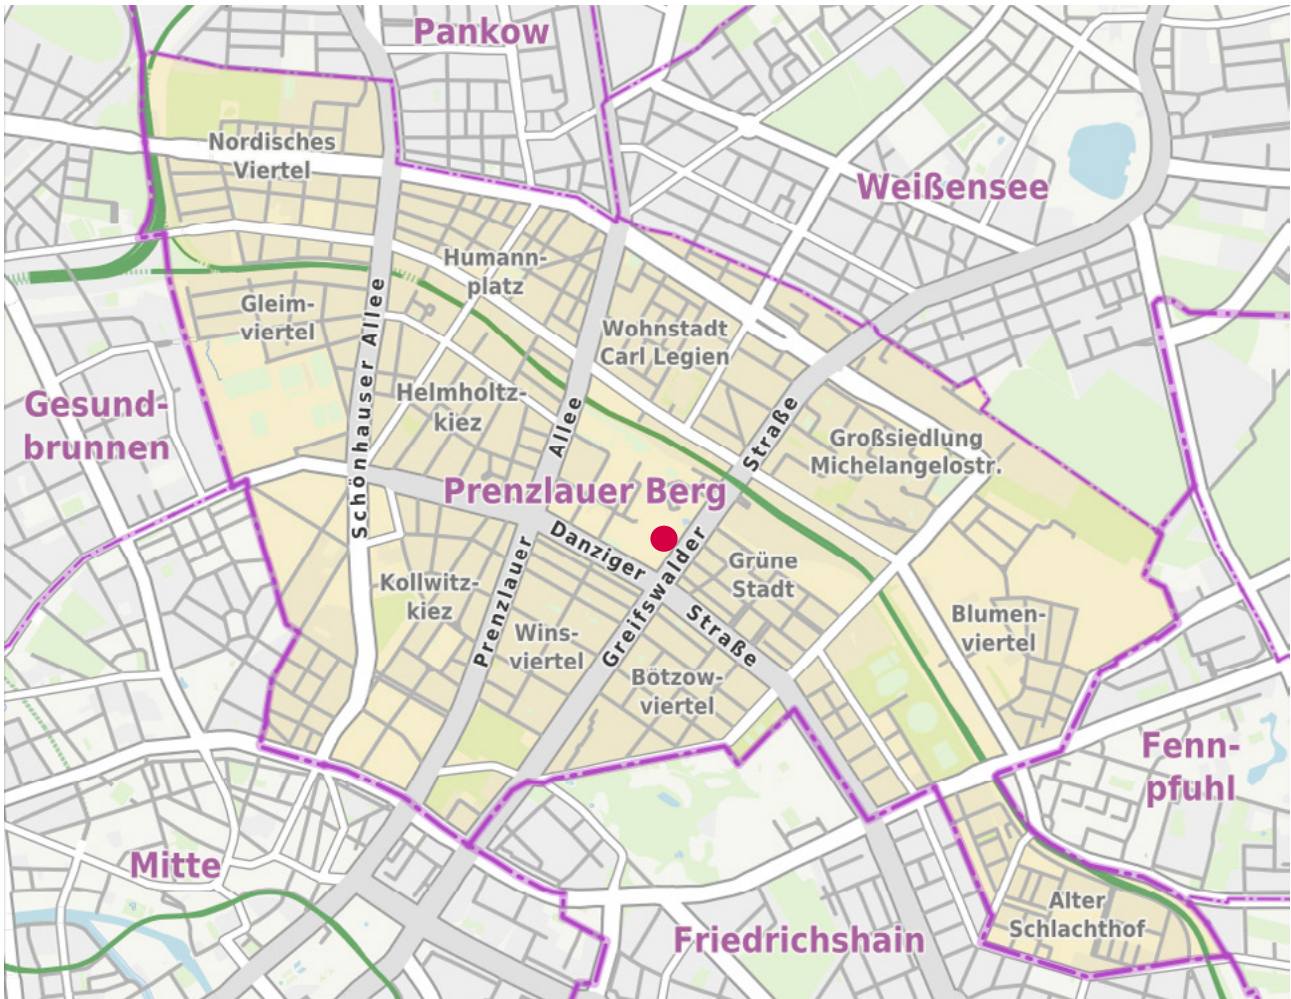 Pankow
Nordisches
Viertel
Weißensee
Humann-
platz
Gleim-
viertel
Schönhauser Allee
Wohnstadt
Carl Legien
Gesund-
brunnen
Helmholtz-
kiez
Prenzlauer Allee
Greifswalder Straße
Großsiedlung
Michelangelostr.
Prenzlauer Berg
Danziger Straße
Grüne
Stadt
Kollwitz-
kiez
Wins-
viertel
Blumen-
viertel
Bötzow-
viertel
Fenn-
pfuhl
Mitte
Alter
Schlachthof
Friedrichshain